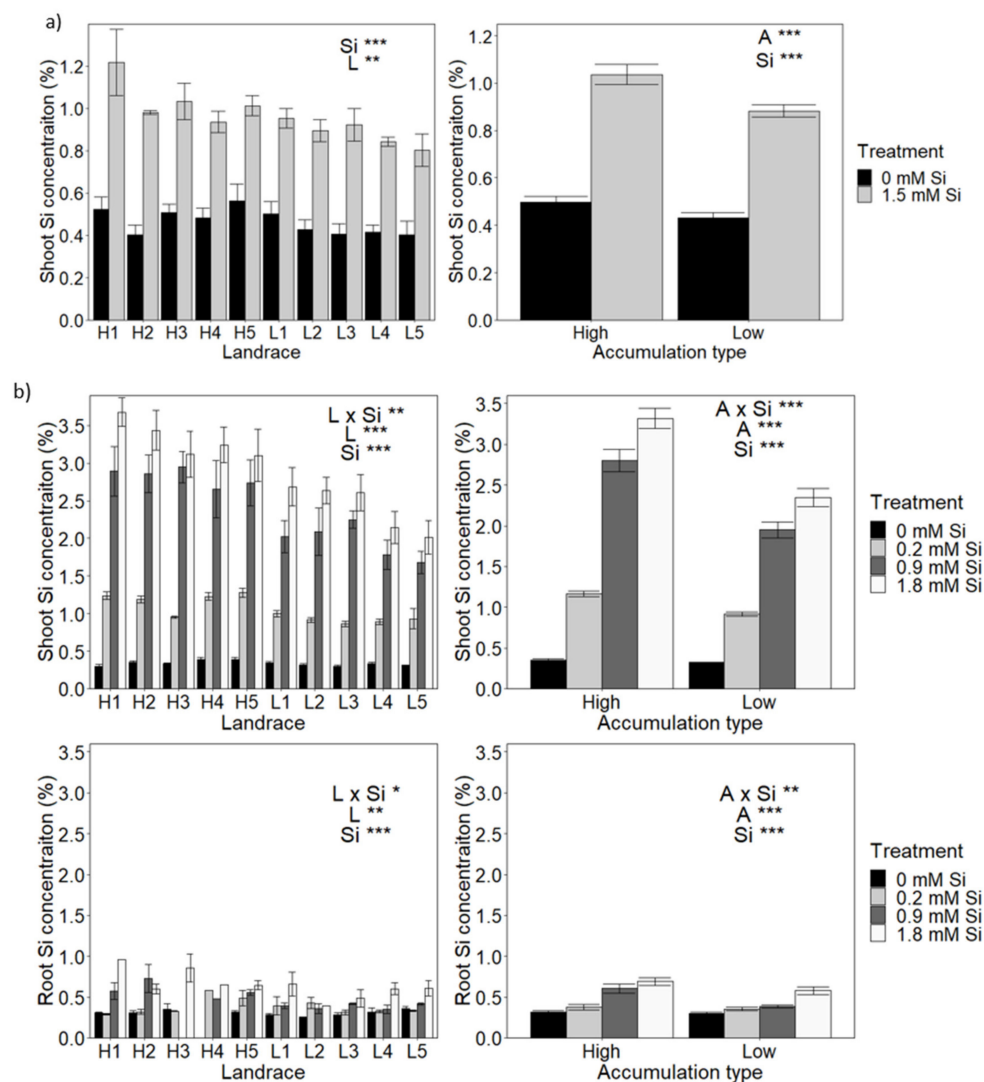 a)
Shoot Si concentraiton (%)
1.2
1.0
0.8
0.6
0.4
0.2
0.0
Si ***
L **
H1 H2 H3 H4 H5 L1 L2 L3 L4 L5
Landrace
Shoot Si concentraiton (%)
1.2
1.0
0.8
0.6
0.4
0.2
0.0
A ***
Si ***
High Low
Accumulation type
Treatment
0 mM Si
1.5 mM Si
b)
Shoot Si concentraiton (%)
3.5
3.0
2.5
2.0
1.5
1.0
0.5
0.0
L x Si **
L ***
Si ***
H1 H2 H3 H4 H5 L1 L2 L3 L4 L5
Landrace
Shoot Si concentraiton (%)
3.5
3.0
2.5
2.0
1.5
1.0
0.5
0.0
A x Si ***
A ***
Si ***
High Low
Accumulation type
Treatment
0 mM Si
0.2 mM Si
0.9 mM Si
1.8 mM Si
Root Si concentraiton (%)
3.5
3.0
2.5
2.0
1.5
1.0
0.5
0.0
L x Si *
L **
Si ***
H1 H2 H3 H4 H5 L1 L2 L3 L4 L5
Landrace
Root Si concentraiton (%)
3.5
3.0
2.5
2.0
1.5
1.0
0.5
0.0
A x Si **
A ***
Si ***
High Low
Accumulation type
Treatment
0 mM Si
0.2 mM Si
0.9 mM Si
1.8 mM Si